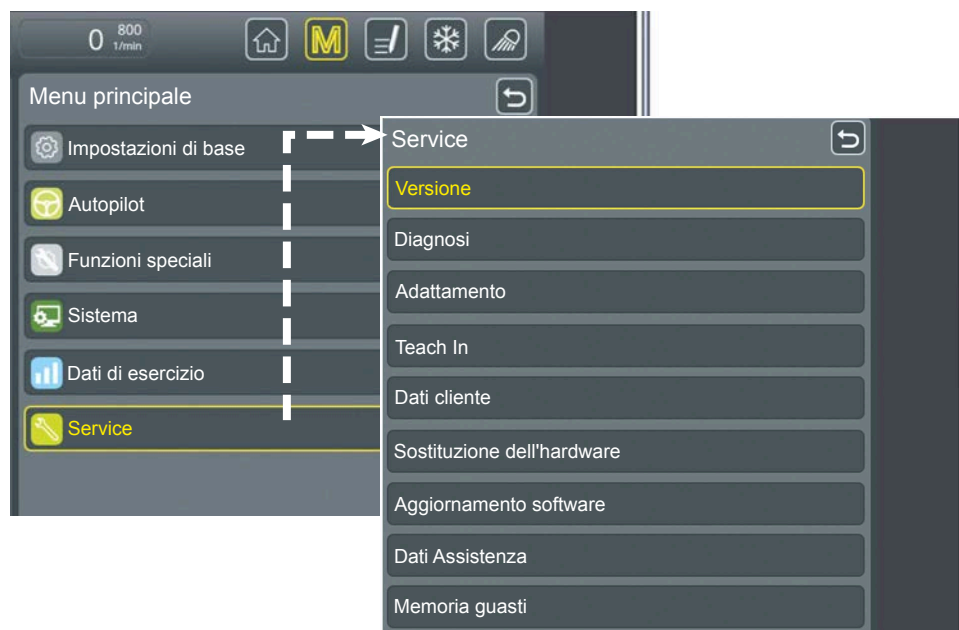 0 800
1/min
M
Menu principale
Impostazioni di base
Autopilot
Funzioni speciali
Sistema
Dati di esercizio
Service
Service
Versione
Diagnosi
Adattamento
Teach In
Dati cliente
Sostituzione dell'hardware
Aggiornamento software
Dati Assistenza
Memoria guasti